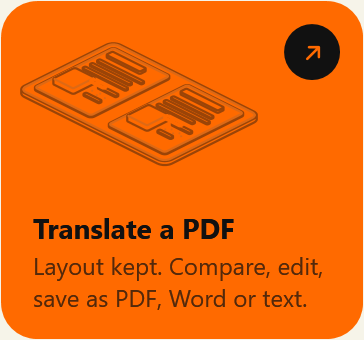 Translate a PDF
Layout kept. Compare, edit,
save as PDF, Word or text.